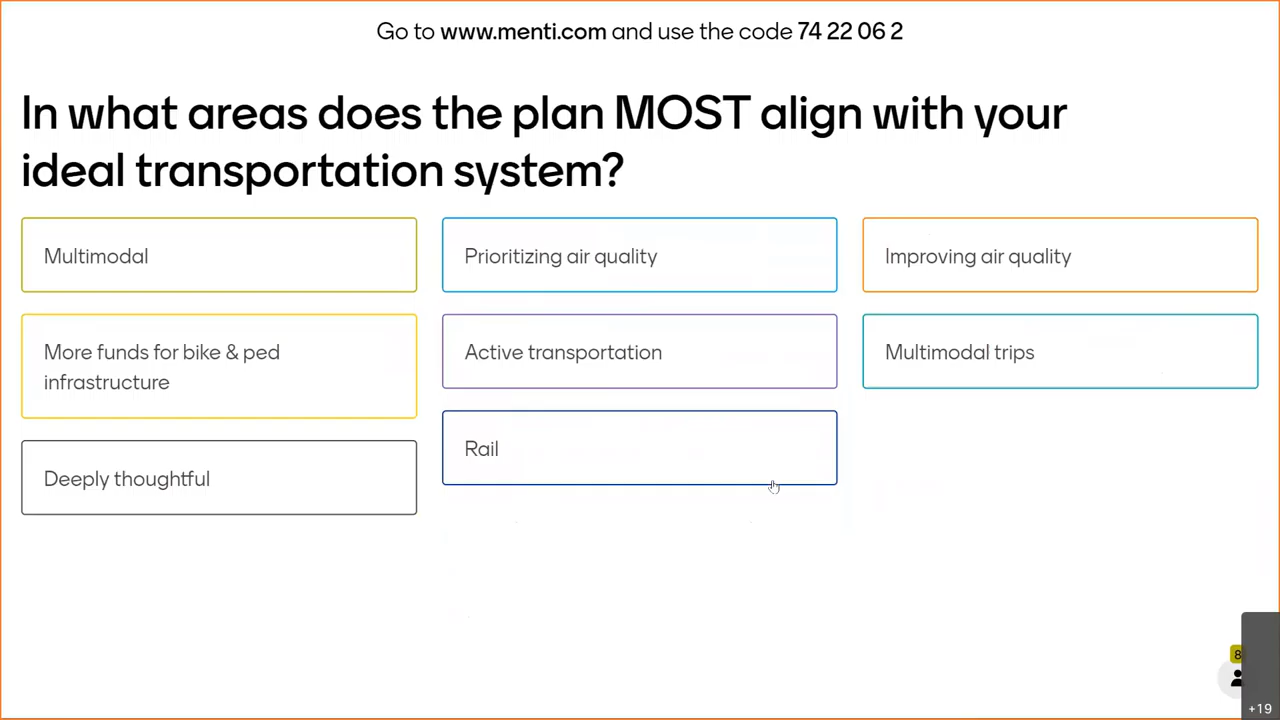 Go to www.menti.com and use the code 74 22 06 2
In what areas does the plan MOST align with your
ideal transportation system?
Multimodal
Prioritizing air quality
Improving air quality
More funds for bike & ped
infrastructure
Active transportation
Multimodal trips
Rail
Deeply thoughtful
8
+19